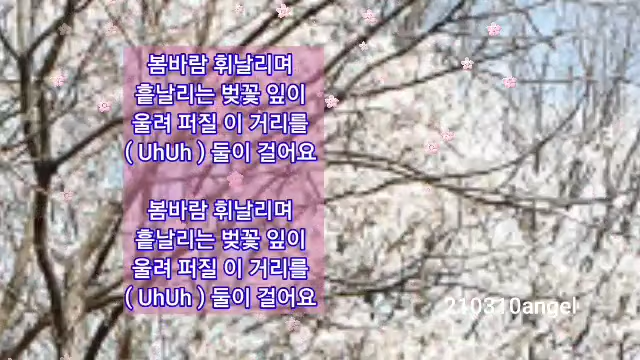 봄바람 휘날리며
흩날리는 벚꽃 잎이
울려 퍼질 이 거리를
( UhUh ) 둘이 걸어요
봄바람 휘날리며
흩날리는 벚꽃 잎이
울려 퍼질 이 거리를
( UhUh ) 둘이 걸어요
210310angel